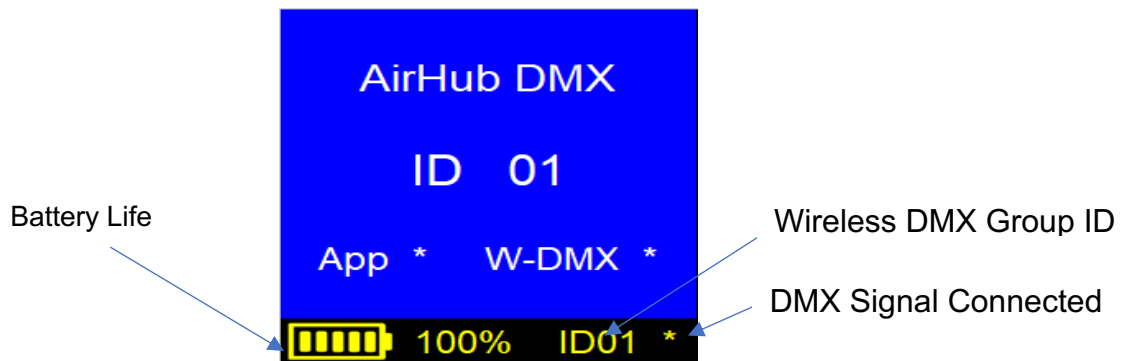 AirHub DMX
ID 01
Battery Life
Wireless DMX Group ID
App * W-DMX *
DMX Signal Connected
100% ID01 *